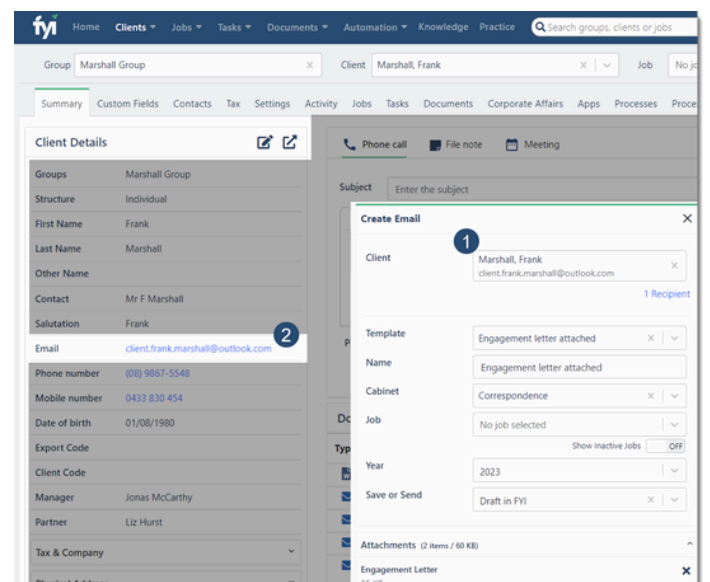 fyi Home Clients Jobs Tasks Documents Automation Knowledge Practice Search groups, clients or jobs
Group Marshall Group × Client Marshall, Frank × Job No jo
Summary Custom Fields Contacts Tax Settings Activity Jobs Tasks Documents Corporate Affairs Apps Processes Proce
Client Details
Phone call File note Meeting
Groups Marshall Group
Subject Enter the subject
Structure Individual
First Name Frank
Create Email ×
Last Name Marshall
1
Client Marshall, Frank ×
client.frank.marshall@outlook.com
Other Name
1 Recipient
Contact Mr F Marshall
Salutation Frank
2
Email client.frank.marshall@outlook.com
P
Template Engagement letter attached ×
Name Engagement letter attached
Phone number (08) 9867-5548
Mobile number 0433 830 454
Cabinet Correspondence ×
Date of birth 01/08/1980
Do
Job No job selected
Export Code
Show Inactive Jobs OFF
Typ
Client Code
Year 2023
Manager Jonas McCarthy
Save or Send Draft in FYI ×
Partner Liz Hurst
Tax & Company
Attachments (2 items / 60 KB)
Engagement Letter ×